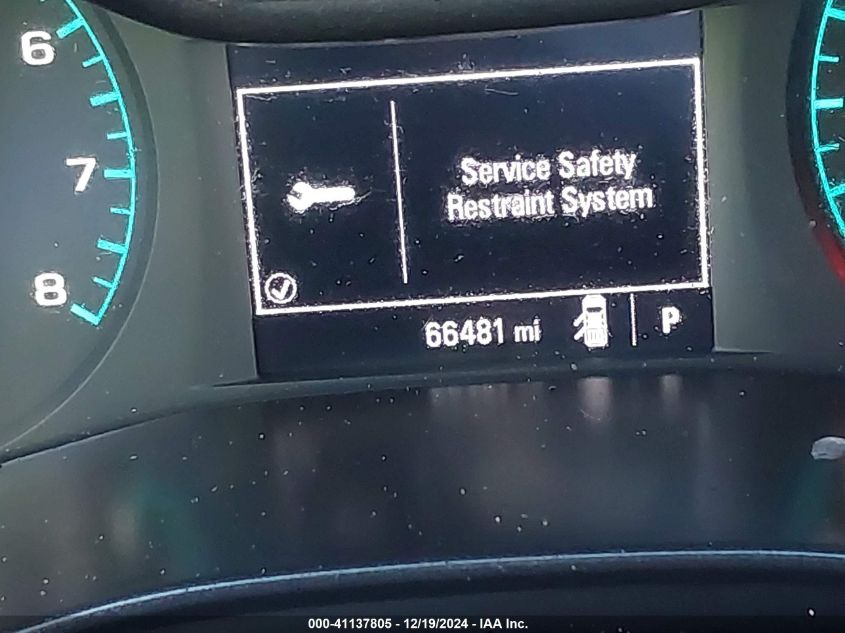 6
7
8
Service Safety
Restraint System
66481 mi
P
000-41137805 - 12/19/2024 - IAA Inc.